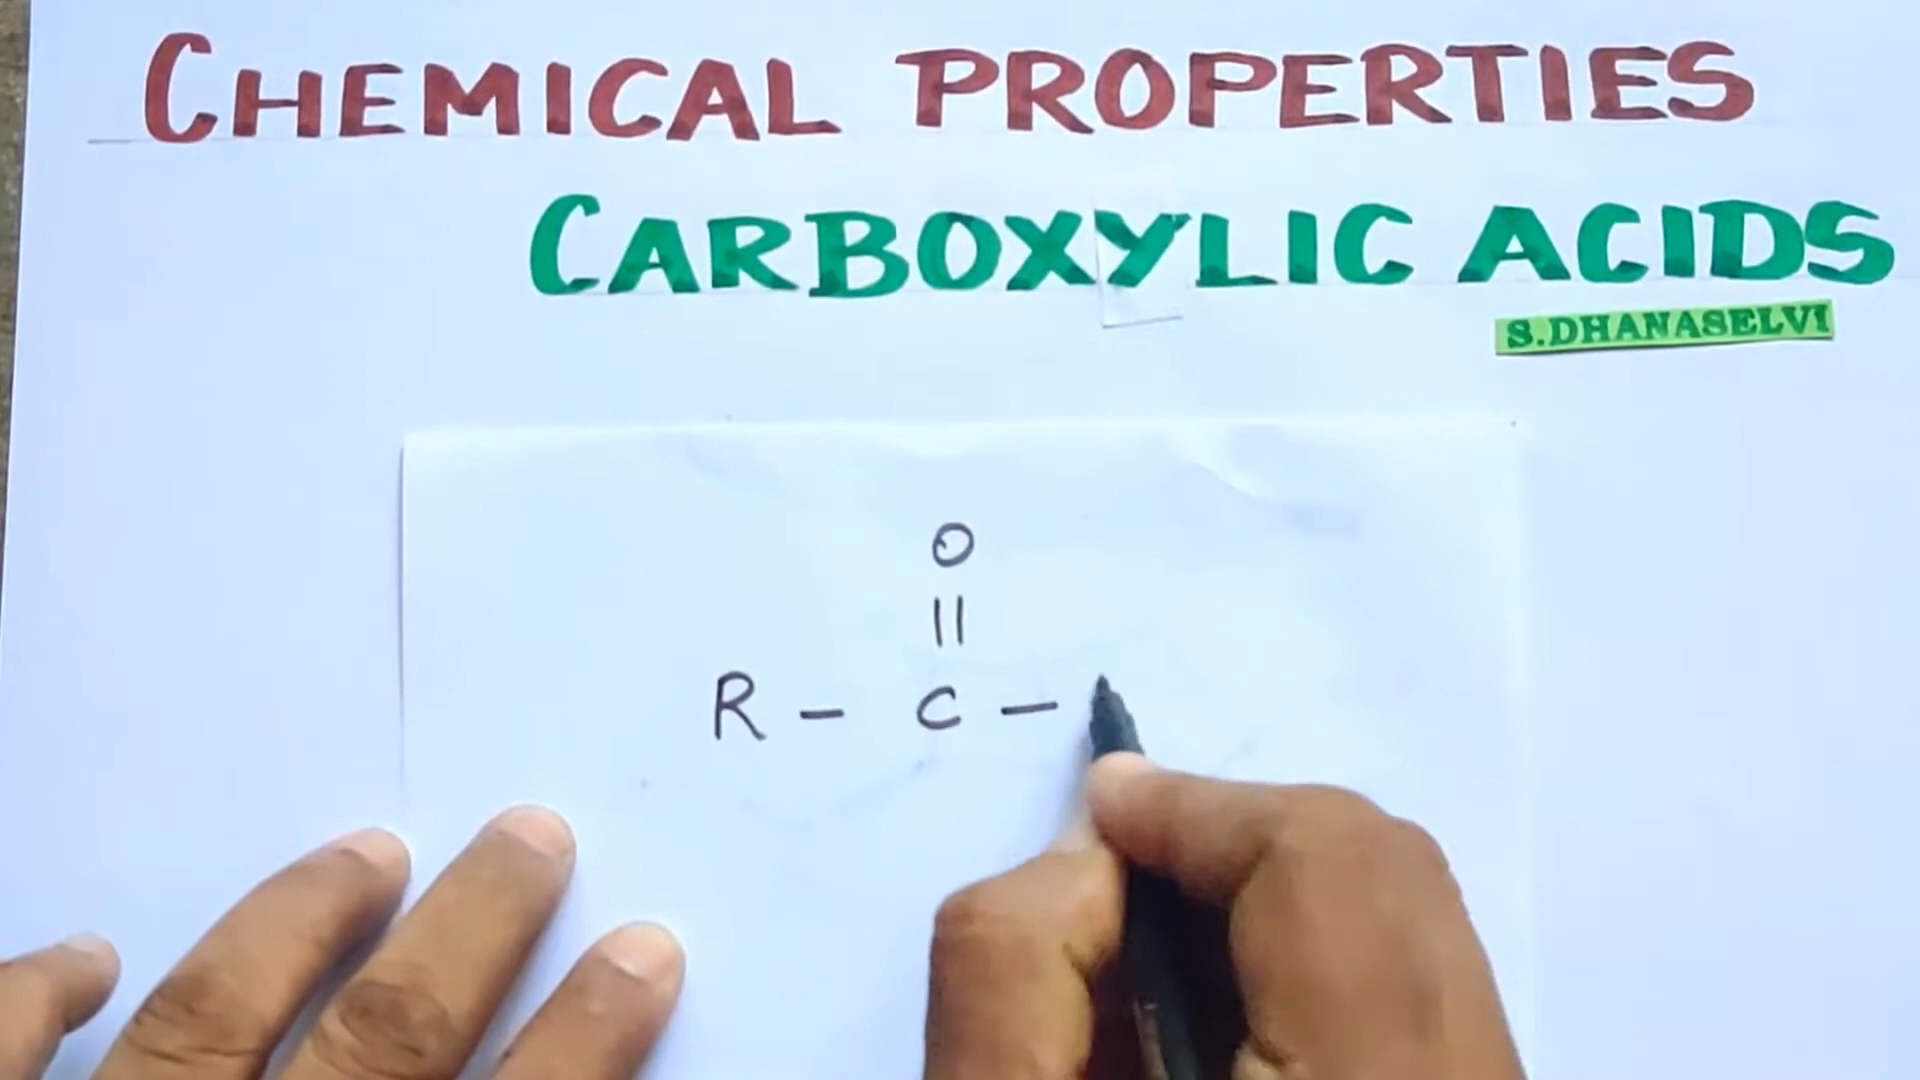 CHEMICAL PROPERTIES
CARBOXYLIC ACIDS
S.DHANASELVI
O
||
R - C -